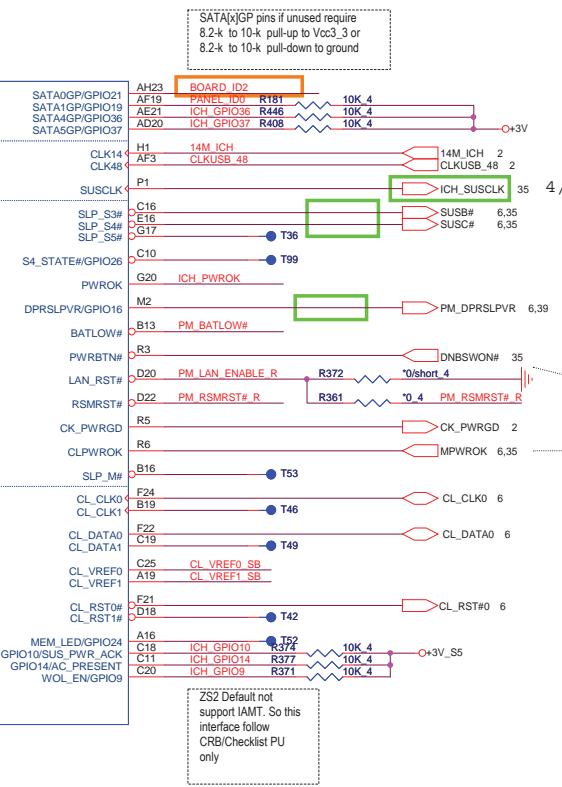 SATA[x]GP pins if unused require
8.2-k to 10-k pull-up to Vcc3_3 or
8.2-k to 10-k pull-down to ground
SATA0GP/GPIO21 AH23 BOARD_ID2
SATA1GP/GPIO19 AF19 PANEL_ID0 R181 10K_4
SATA4GP/GPIO36 AE21 ICH_GPIO36 R446 10K_4
SATA5GP/GPIO37 AD20 ICH_GPIO37 R408 10K_4 +3V
CLK14 H1 14M_ICH 14M_ICH 2
CLK48 AF3 CLKUSB_48 CLKUSB_48 2
SUSCLK P1 ICH_SUSCLK 35 4/
SLP_S3# C16 SUSB# 6,35
SLP_S4# E16 SUSC# 6,35
SLP_S5# G17 T36
S4_STATE#/GPIO26 C10 T99
PWROK G20 ICH_PWROK
DPRSLPVR/GPIO16 M2 PM_DPRSLPVR 6,39
BATLOW# B13 PM_BATLOW#
PWRBTN# R3 DNBSWON# 35
LAN_RST# D20 PM_LAN_ENABLE_R R372 *0/short_4
RSMRST# D22 PM_RSMRST#_R R361 *0_4 PM_RSMRST#_R
CK_PWRGD R5 CK_PWRGD 2
CLPWROK R6 MPWROK 6,35
SLP_M# B16 T53
CL_CLK0 F24 CL_CLK0 6
CL_CLK1 B19 T46
CL_DATA0 F22 CL_DATA0 6
CL_DATA1 C19 T49
CL_VREF0 C25 CL_VREF0_SB
CL_VREF1 A19 CL_VREF1_SB
CL_RST0# F21 CL_RST#0 6
CL_RST1# D18 T42
MEM_LED/GPIO24 A16 T52
GPIO10/SUS_PWR_ACK C18 ICH_GPIO10 R374 10K_4 +3V_S5
GPIO14/AC_PRESENT C11 ICH_GPIO14 R377 10K_4
WOL_EN/GPIO9 C20 ICH_GPIO9 R371 10K_4
ZS2 Default not
support IAMT. So this
interface follow
CRB/Checklist PU
only